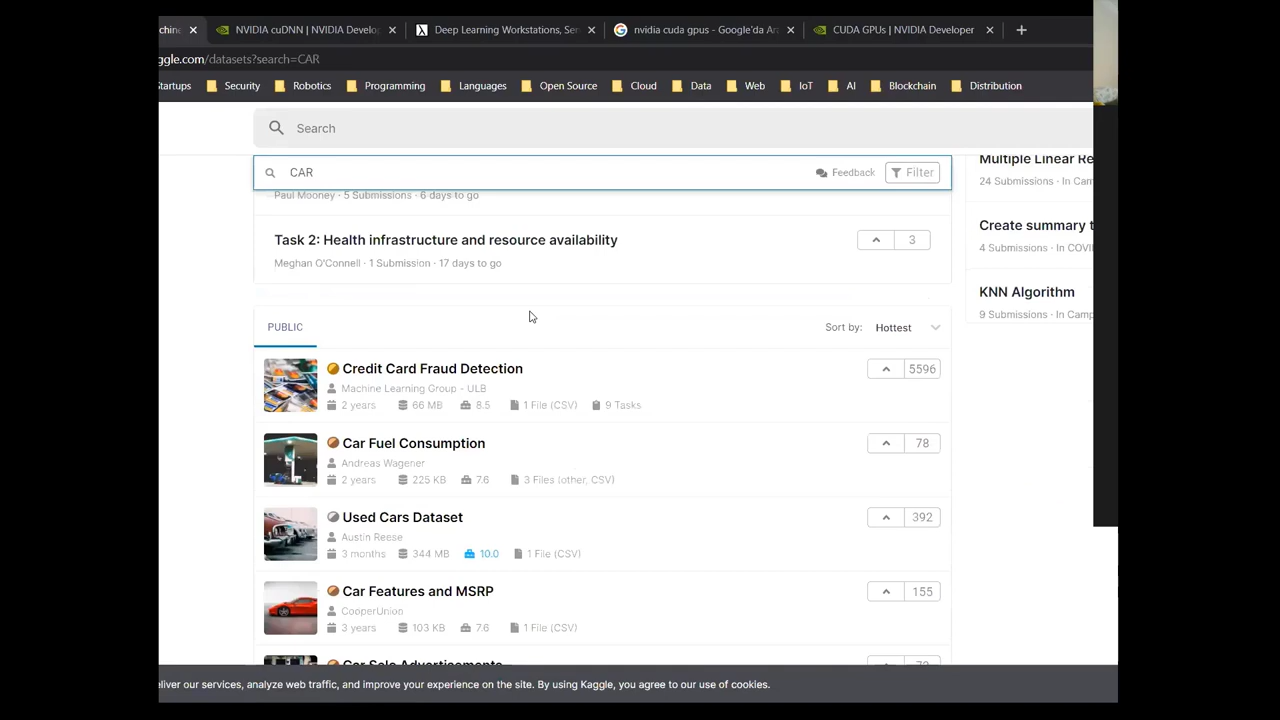 chine NVIDIA cuDNN | NVIDIA Develo Deep Learning Workstations, Ser nvidia cuda gpus - Google'da Ar CUDA GPUs | NVIDIA Developer
ggle.com/datasets?search=CAR
Startups Security Robotics Programming Languages Open Source Cloud Data Web IoT AI Blockchain Distribution
Search
CAR Feedback Filter
Multiple Linear Re
24 Submissions · In Cam
Paul Mooney · 5 Submissions · 6 days to go
Task 2: Health infrastructure and resource availability 3
Meghan O'Connell · 1 Submission · 17 days to go
Create summary t
4 Submissions · In COVI
KNN Algorithm
9 Submissions · In Camp
PUBLIC Sort by: Hottest
Credit Card Fraud Detection 5596
Machine Learning Group - ULB
2 years 66 MB 8.5 1 File (CSV) 9 Tasks
Car Fuel Consumption 78
Andreas Wagener
2 years 225 KB 7.6 3 Files (other, CSV)
Used Cars Dataset 392
Austin Reese
3 months 344 MB 10.0 1 File (CSV)
Car Features and MSRP 155
CooperUnion
3 years 103 KB 7.6 1 File (CSV)
Car Sale Advertisements
eliver our services, analyze web traffic, and improve your experience on the site. By using Kaggle, you agree to our use of cookies.